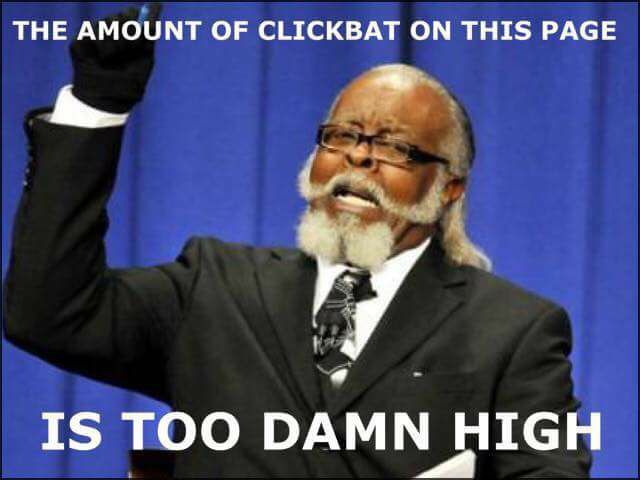 THE AMOUNT OF CLICKBAT ON THIS PAGE
IS TOO DAMN HIGH